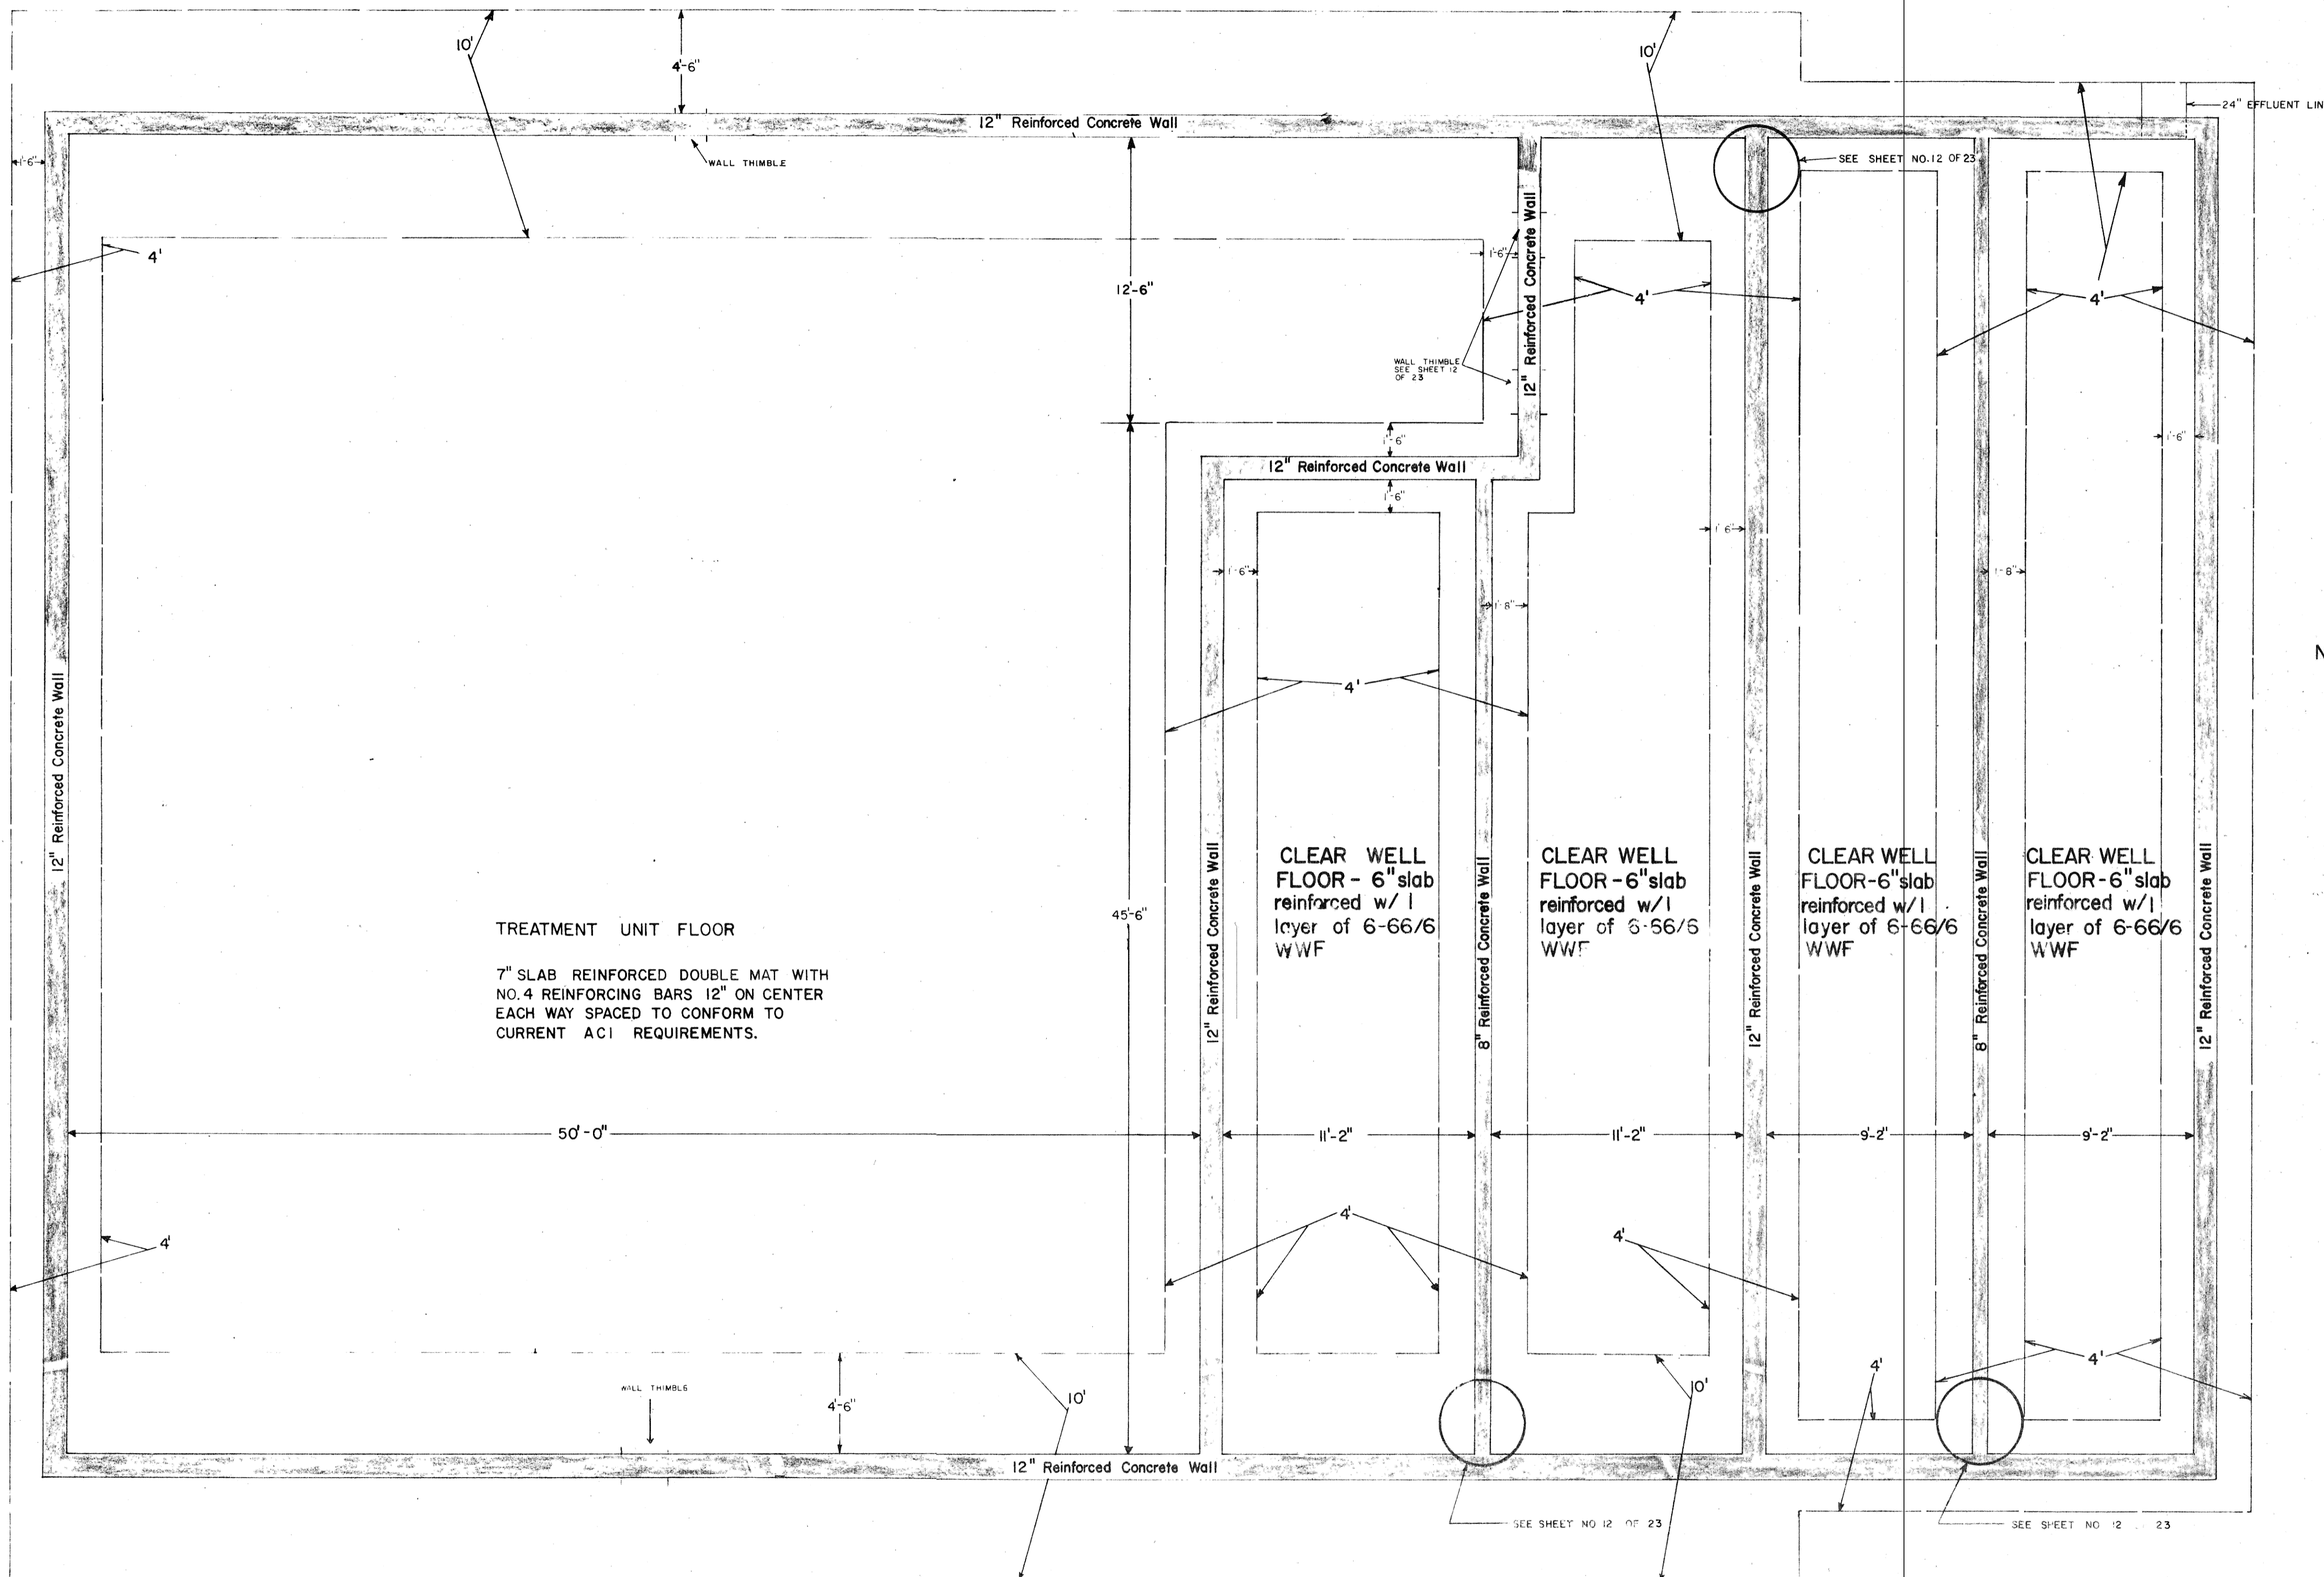 10'
4'-6"
10'
24" EFFLUENT LIN
12" Reinforced Concrete Wall
1'-6"
WALL THIMBLE
SEE SHEET NO.12 OF 23
12" Reinforced Concrete Wall
4'
1'-6"
12'-6"
4'
4'
WALL THIMBLE
SEE SHEET 12
OF 23
1'-6"
1'-6"
12" Reinforced Concrete Wall
1'-6"
1'-6"
1'-6"
1'-8"
1'-8"
N
4'
12" Reinforced Concrete Wall
CLEAR WELL
FLOOR - 6" slab
reinforced w/ 1
layer of 6-66/6
WWF
CLEAR WELL
FLOOR - 6" slab
reinforced w/1
layer of 6-66/6
WWF
CLEAR WELL
FLOOR-6" slab
reinforced w/1
layer of 6-66/6
WWF
CLEAR WELL
FLOOR-6" slab
reinforced w/1
layer of 6-66/6
WWF
12" Reinforced Concrete Wall
8" Reinforced Concrete Wall
12" Reinforced Concrete Wall
8" Reinforced Concrete Wall
12" Reinforced Concrete Wall
45'-6"
TREATMENT UNIT FLOOR
7" SLAB REINFORCED DOUBLE MAT WITH
NO. 4 REINFORCING BARS 12" ON CENTER
EACH WAY SPACED TO CONFORM TO
CURRENT ACI REQUIREMENTS.
50'-0"
11'-2"
11'-2"
9'-2"
9'-2"
4'
4'
4'
4'
4'
WALL THIMBLE
4'-6"
10'
10'
12" Reinforced Concrete Wall
SEE SHEET NO 12 OF 23
SEE SHEET NO 12 23